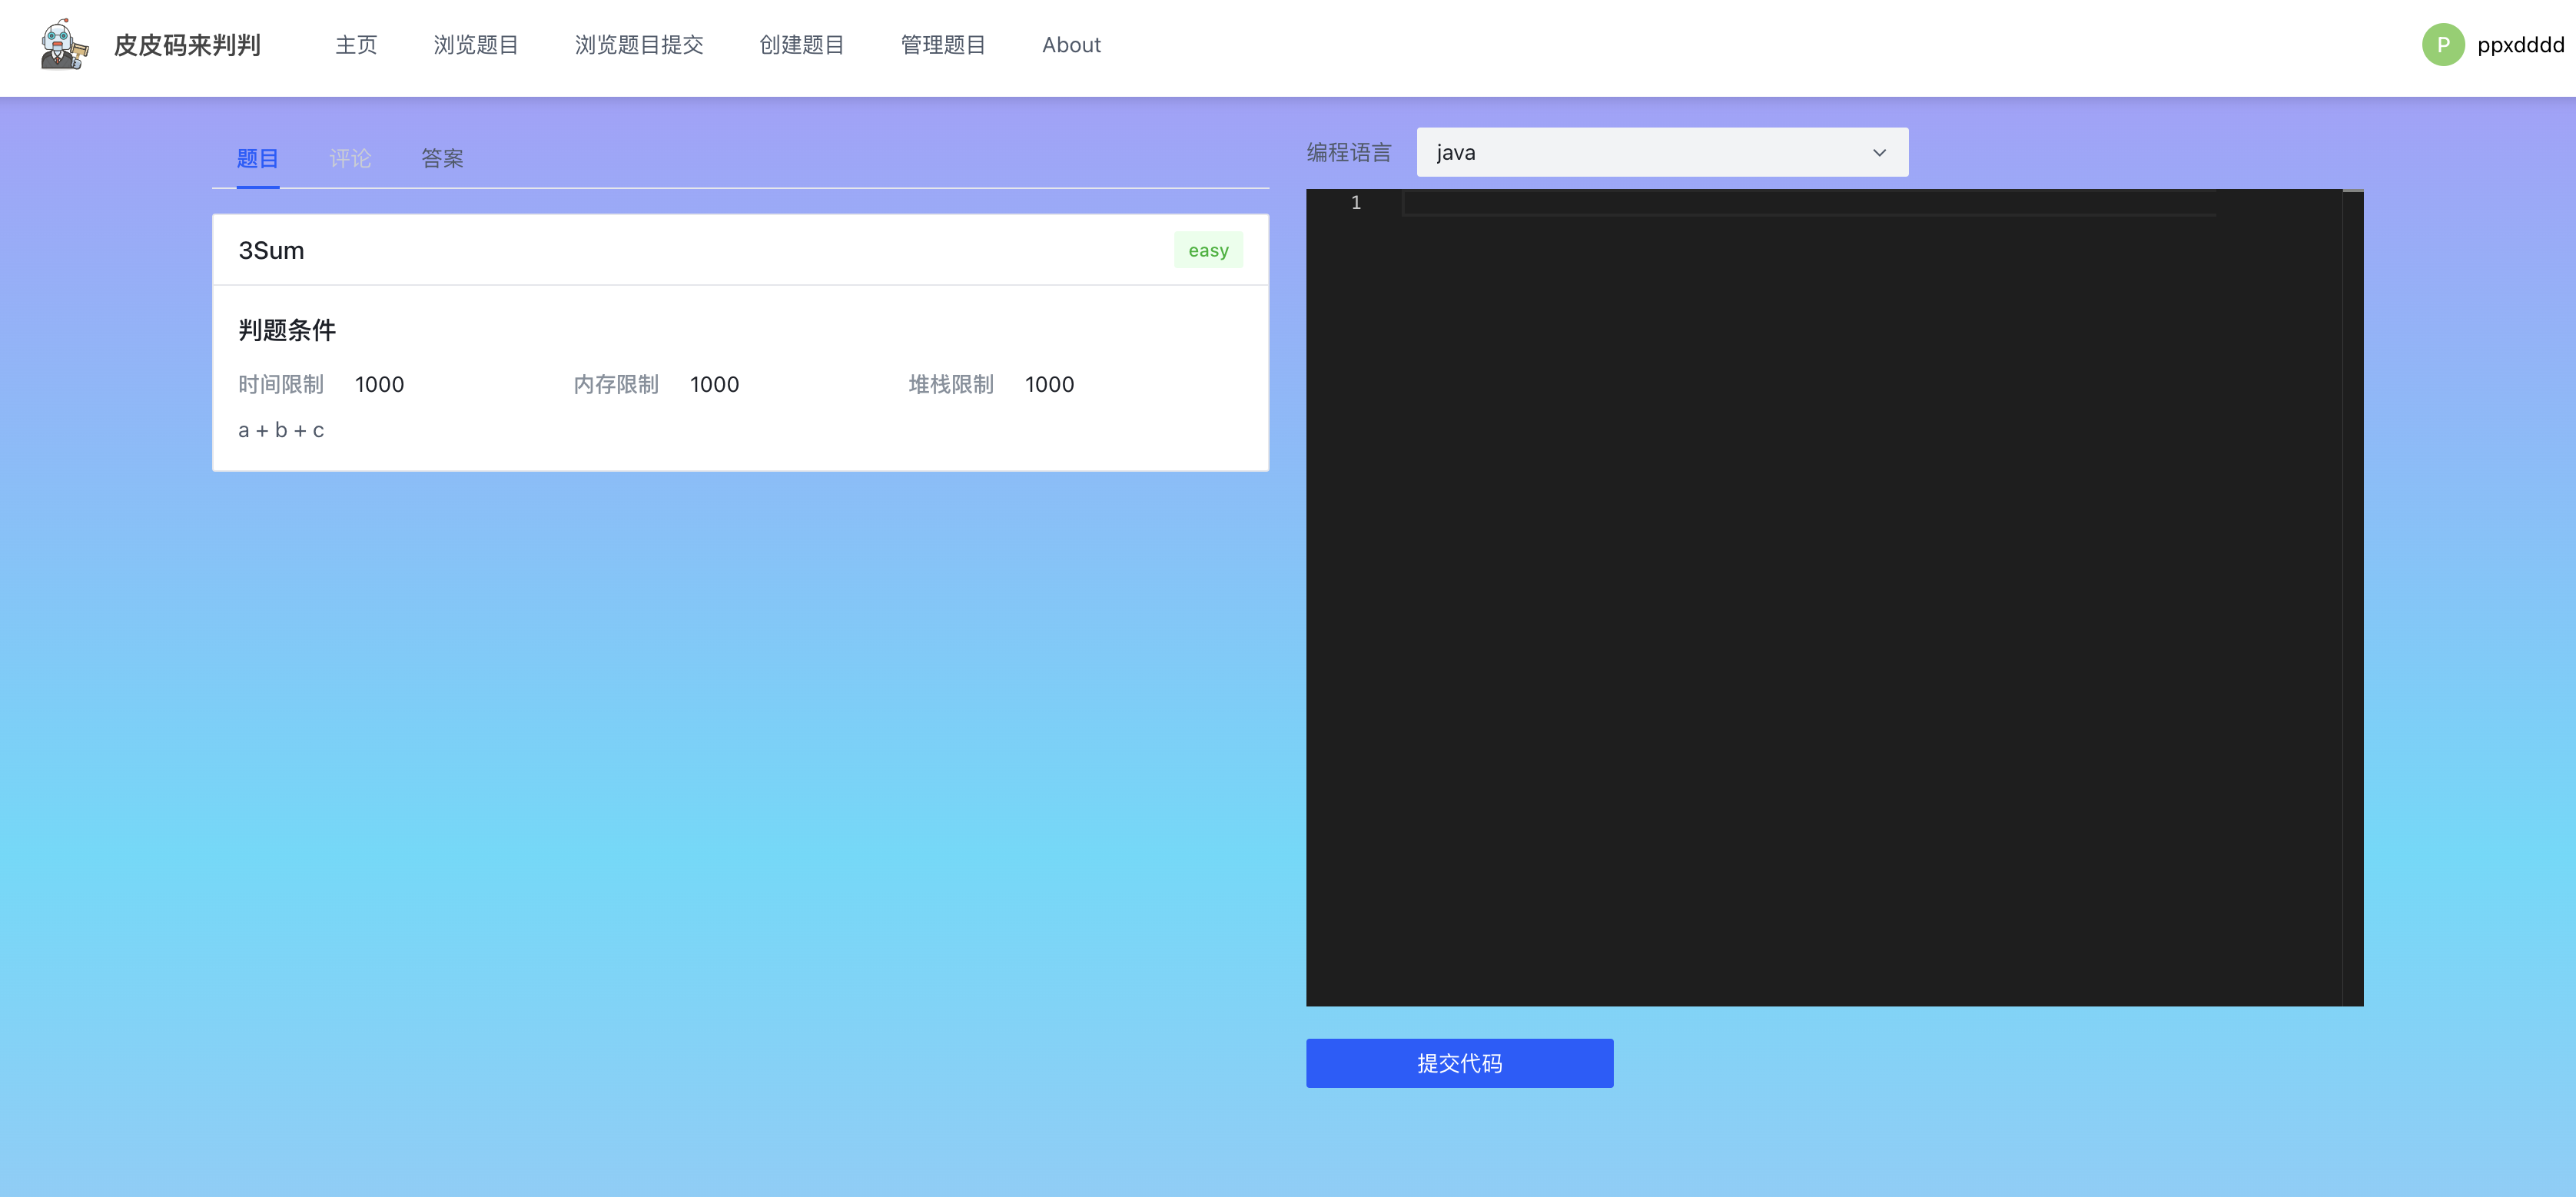 皮皮码来判判 主页 浏览题目 浏览题目提交 创建题目 管理题目 About P ppxdddd
题目 评论 答案
3Sum easy
判题条件
时间限制 1000 内存限制 1000 堆栈限制 1000
a + b + c
编程语言 java
1
提交代码